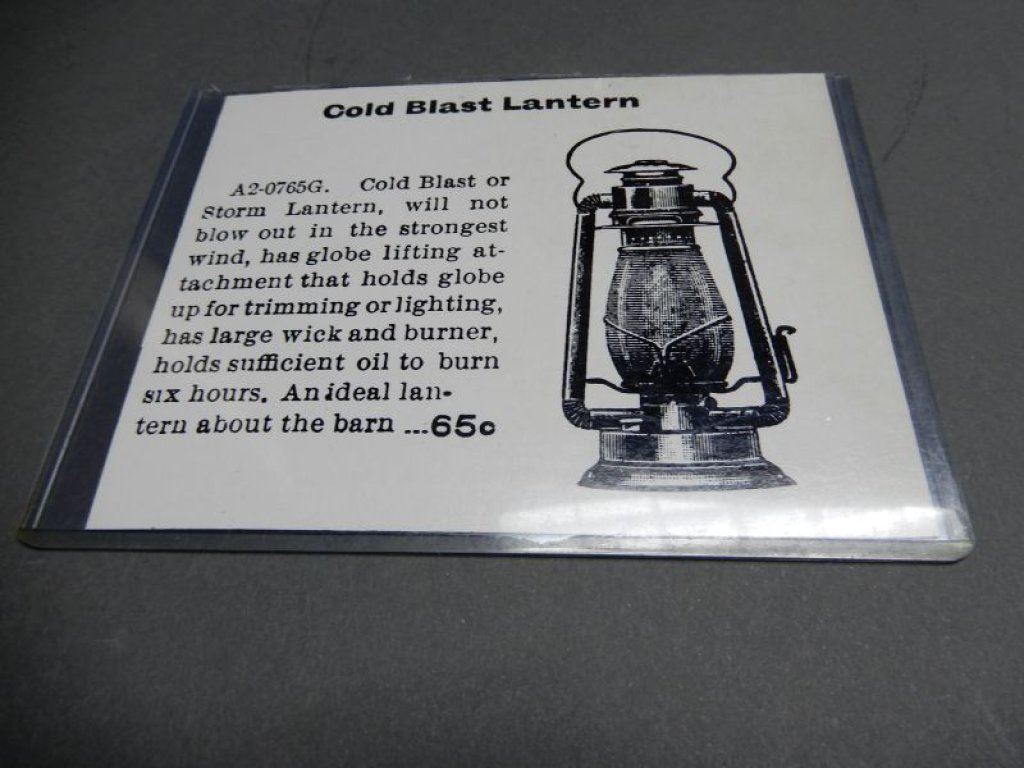 Cold Blast Lantern
A2-0765G. Cold Blast or
Storm Lantern, will not
blow out in the strongest
wind, has globe lifting at-
tachment that holds globe
up for trimming or lighting,
has large wick and burner,
holds sufficient oil to burn
six hours. An ideal lan-
tern about the barn ...65c